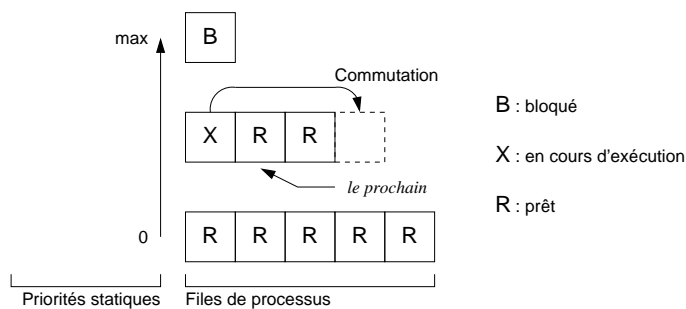 max
B
Commutation
B : bloqué
X R R
X : en cours d'exécution
le prochain
R : prêt
0
R R R R R
Priorités statiques
Files de processus